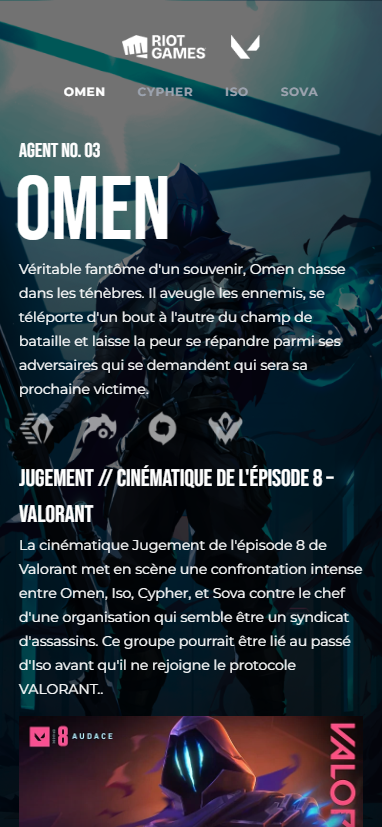 RIOT
GAMES
OMEN CYPHER ISO SOVA
AGENT NO. 03
OMEN
Véritable fantôme d'un souvenir, Omen chasse
dans les ténèbres. Il aveugle les ennemis, se
téléporte d'un bout à l'autre du champ de
bataille et laisse la peur se répandre parmi ses
adversaires qui se demandent qui sera sa
prochaine victime.
JUGEMENT // CINÉMATIQUE DE L'ÉPISODE 8 –
VALORANT
La cinématique Jugement de l'épisode 8 de
Valorant met en scène une confrontation intense
entre Omen, Iso, Cypher, et Sova contre le chef
d'une organisation qui semble être un syndicat
d'assassins. Ce groupe pourrait être lié au passé
d'Iso avant qu'il ne rejoigne le protocole
VALORANT..
8 AUDACE
VALOR